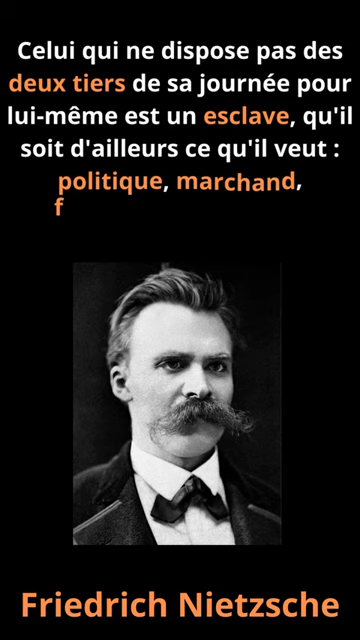 Celui qui ne dispose pas des
deux tiers de sa journée pour
lui-même est un esclave, qu'il
soit d'ailleurs ce qu'il veut :
politique, marchand,
f
Friedrich Nietzsche